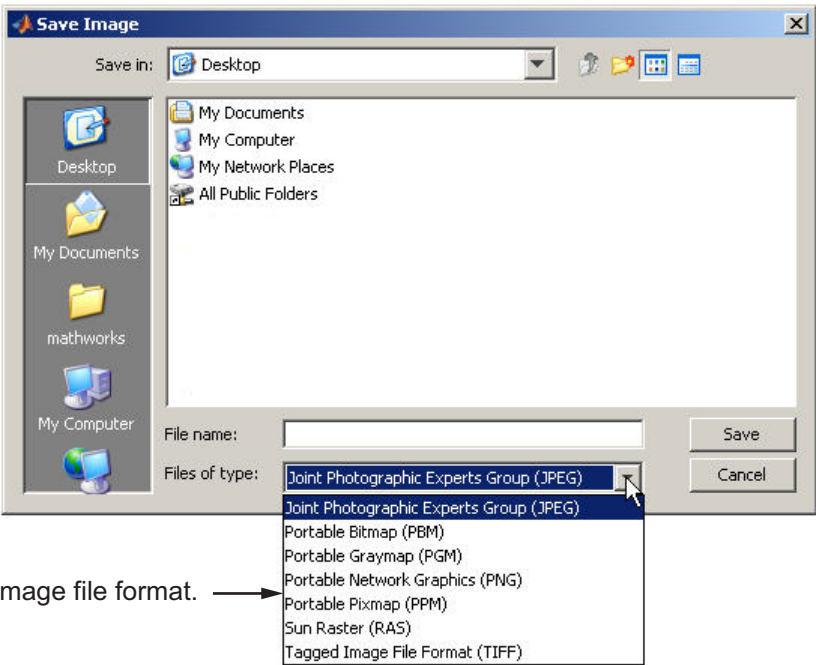 Save Image
Save in: Desktop
Desktop
My Documents
mathworks
My Computer
My Documents
My Computer
My Network Places
All Public Folders
File name:
Save
Files of type: Joint Photographic Experts Group (JPEG)
Cancel
Joint Photographic Experts Group (JPEG)
Portable Bitmap (PBM)
Portable Graymap (PGM)
Portable Network Graphics (PNG)
Portable Pixmap (PPM)
Sun Raster (RAS)
Tagged Image File Format (TIFF)
mage file format.